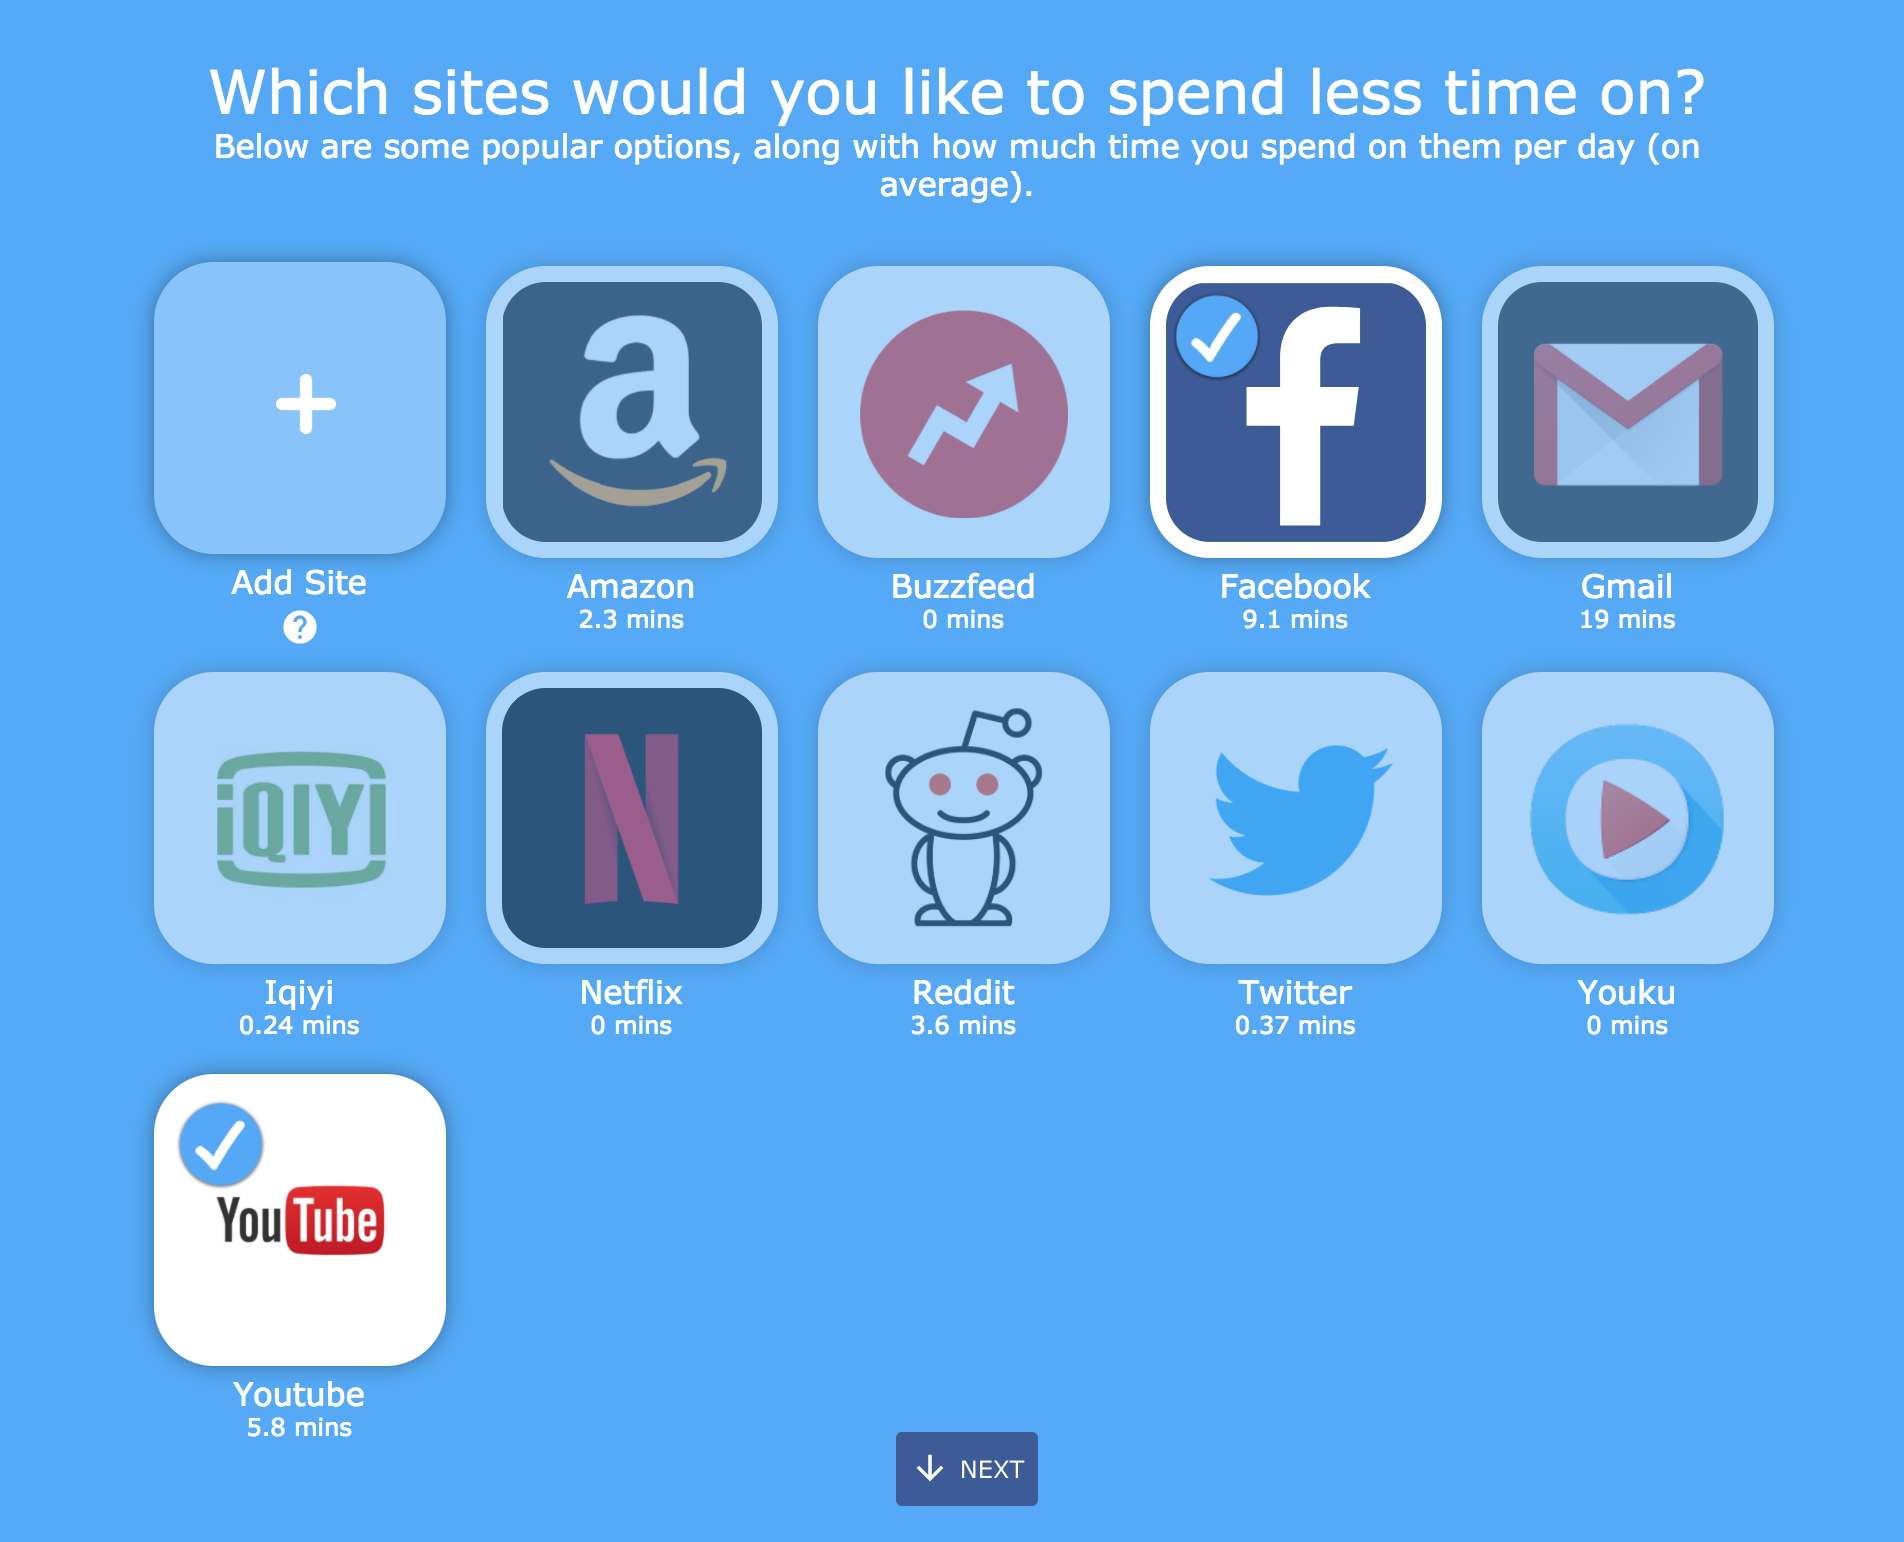 Which sites would you like to spend less time on?
Below are some popular options, along with how much time you spend on them per day (on
average).
Add Site
?
Amazon
2.3 mins
Buzzfeed
0 mins
Facebook
9.1 mins
Gmail
19 mins
iQIYI
Iqiyi
0.24 mins
Netflix
0 mins
Reddit
3.6 mins
Twitter
0.37 mins
Youku
0 mins
YouTube
Youtube
5.8 mins
NEXT